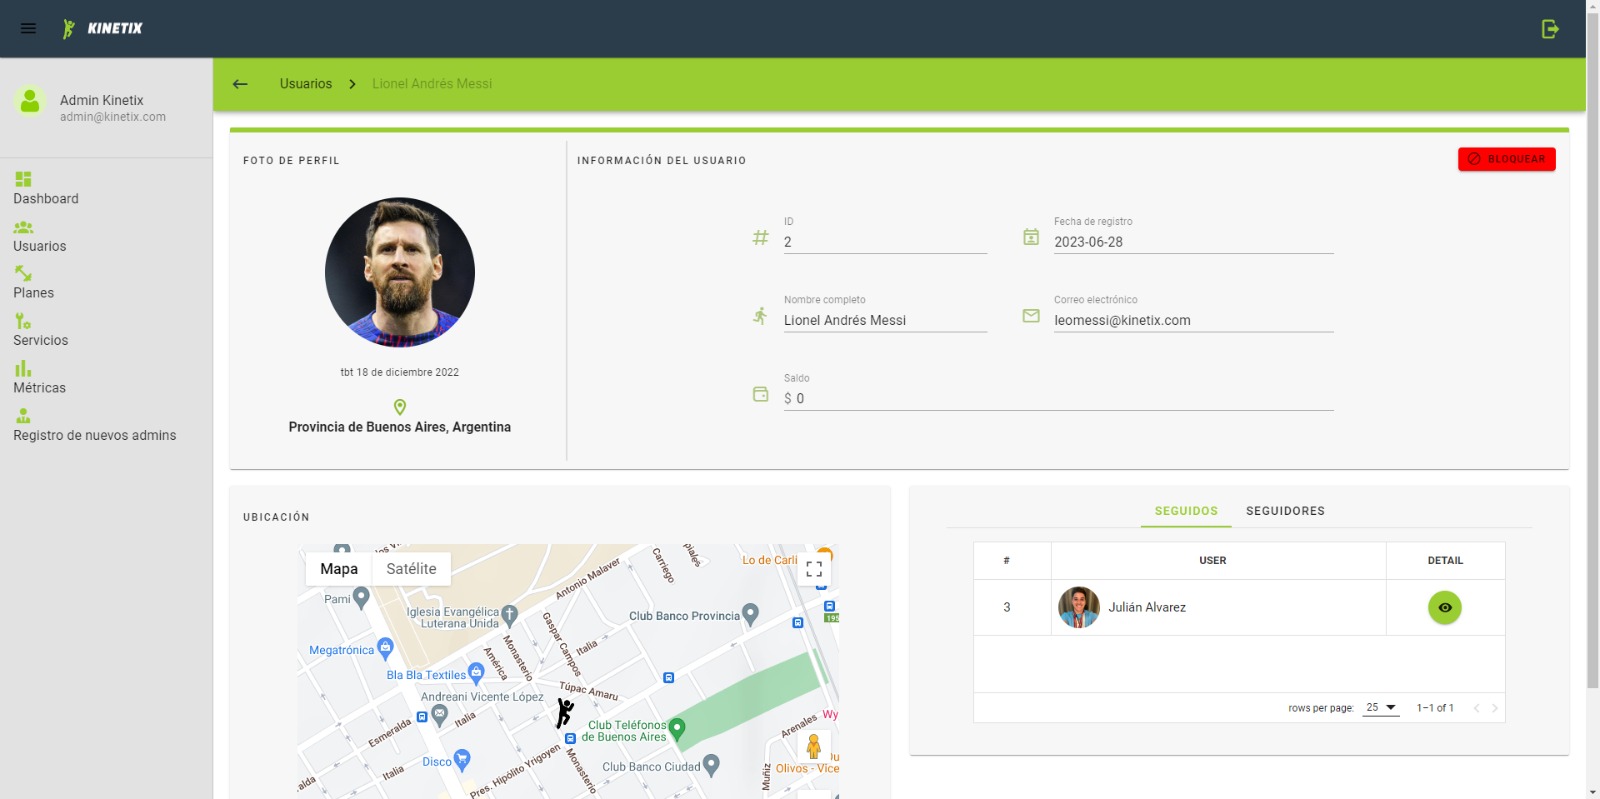 KINETIX
Admin Kinetix
admin@kinetix.com
Dashboard
Usuarios
Planes
Servicios
Métricas
Registro de nuevos admins
Usuarios
Lionel Andrés Messi
FOTO DE PERFIL
tbt 18 de diciembre 2022
Provincia de Buenos Aires, Argentina
INFORMACIÓN DEL USUARIO
BLOQUEAR
ID
2
Fecha de registro
2023-06-28
Nombre completo
Lionel Andrés Messi
Correo electrónico
leomessi@kinetix.com
Saldo
$ 0
UBICACIÓN
Mapa
Satélite
Carriego
Antonio Malaver
Lo de Carli
Pami
Iglesia Evangélica
Luterana Unida
Club Banco Provincia
195
Megatrónica
Italia
Monasterio
Gaspar Campos
América
Monasterio
Bla Bla Textiles
Túpac Amaru
Andreani Vicente López
Wy
Italia
Esmeralda
Club Teléfonos
de Buenos Aires
Arenales
Disco
Pres. Hipólito Yrigoyen
Club Banco Ciudad
Olivos - Vice
Muñiz
Italia
SEGUIDOS
SEGUIDORES
#
USER
DETAIL
3
Julián Alvarez
rows per page:
25
1–1 of 1